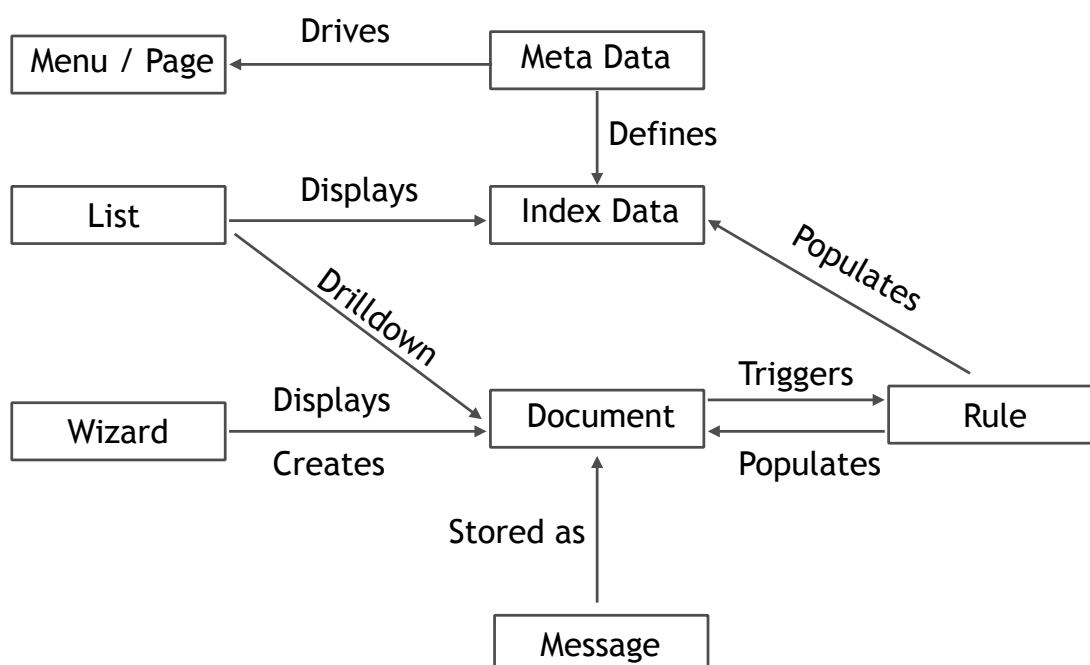 Drives
Menu / Page
Meta Data
Defines
Displays
List
Index Data
Populates
Drilldown
Triggers
Displays
Wizard
Document
Rule
Creates
Populates
Stored as
Message